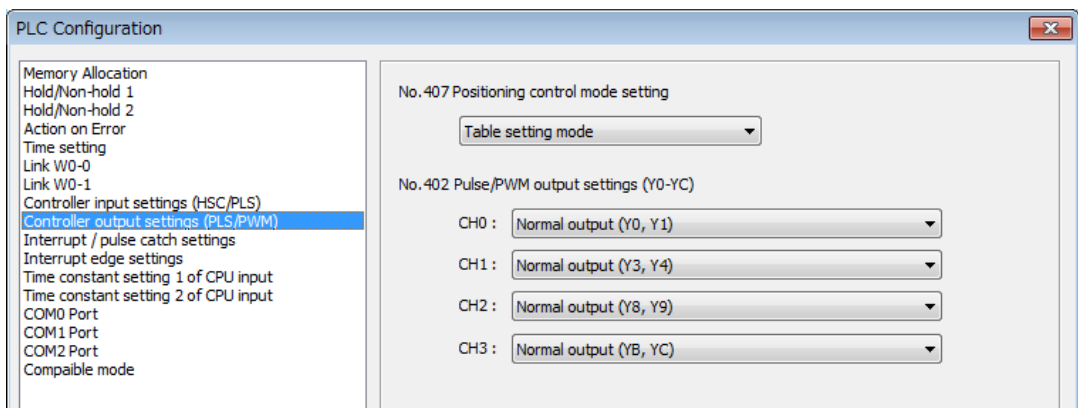 PLC Configuration
Memory Allocation
Hold/Non-hold 1
Hold/Non-hold 2
Action on Error
Time setting
Link W0-0
Link W0-1
Controller input settings (HSC/PLS)
Controller output settings (PLS/PWM)
Interrupt / pulse catch settings
Interrupt edge settings
Time constant setting 1 of CPU input
Time constant setting 2 of CPU input
COM0 Port
COM1 Port
COM2 Port
Compaible mode
No.407 Positioning control mode setting
Table setting mode
No.402 Pulse/PWM output settings (Y0-YC)
CH0 : Normal output (Y0, Y1)
CH1 : Normal output (Y3, Y4)
CH2 : Normal output (Y8, Y9)
CH3 : Normal output (YB, YC)